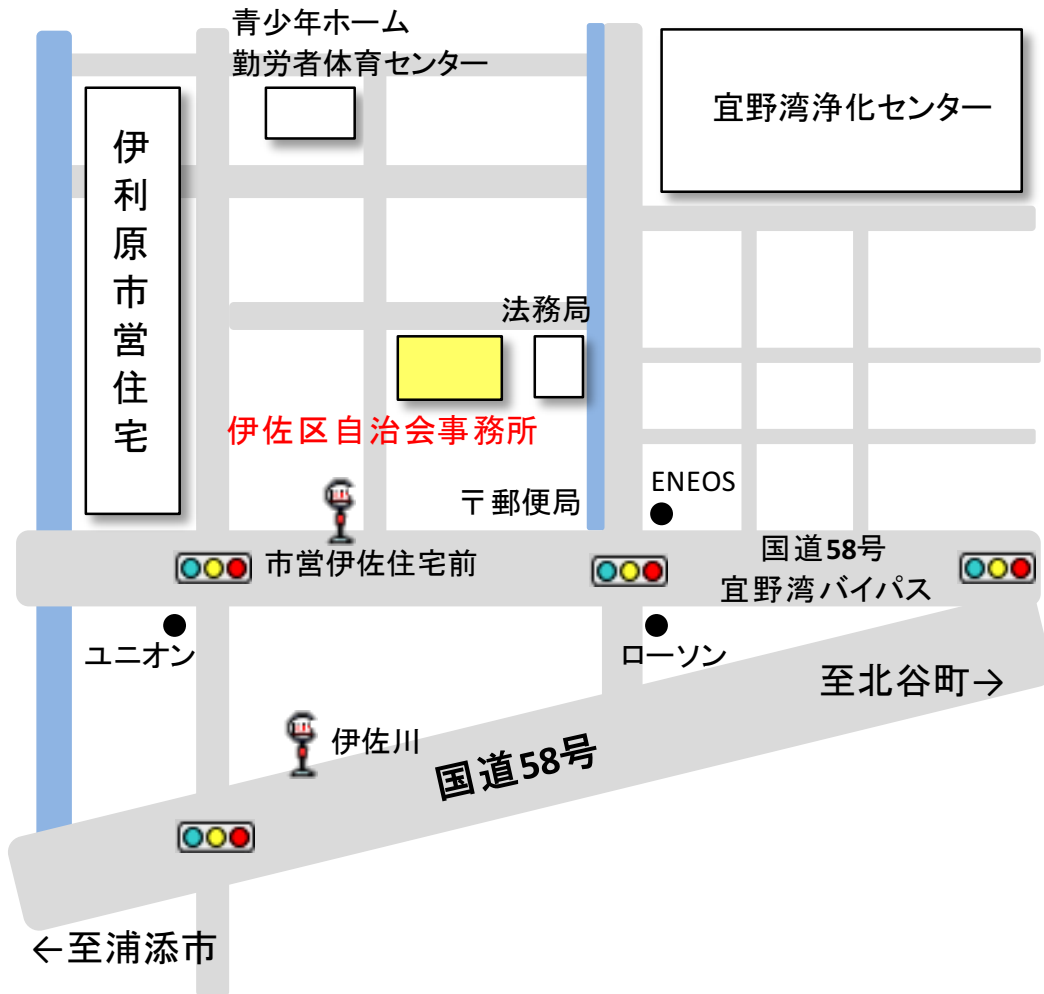 青少年ホーム
勤労者体育センター
宜野湾浄化センター
伊利原市営住宅
法務局
伊佐区自治会事務所
ENEOS
〒郵便局
市営伊佐住宅前
国道58号
宜野湾バイパス
ユニオン
ローソン
至北谷町→
伊佐川
国道58号
←至浦添市